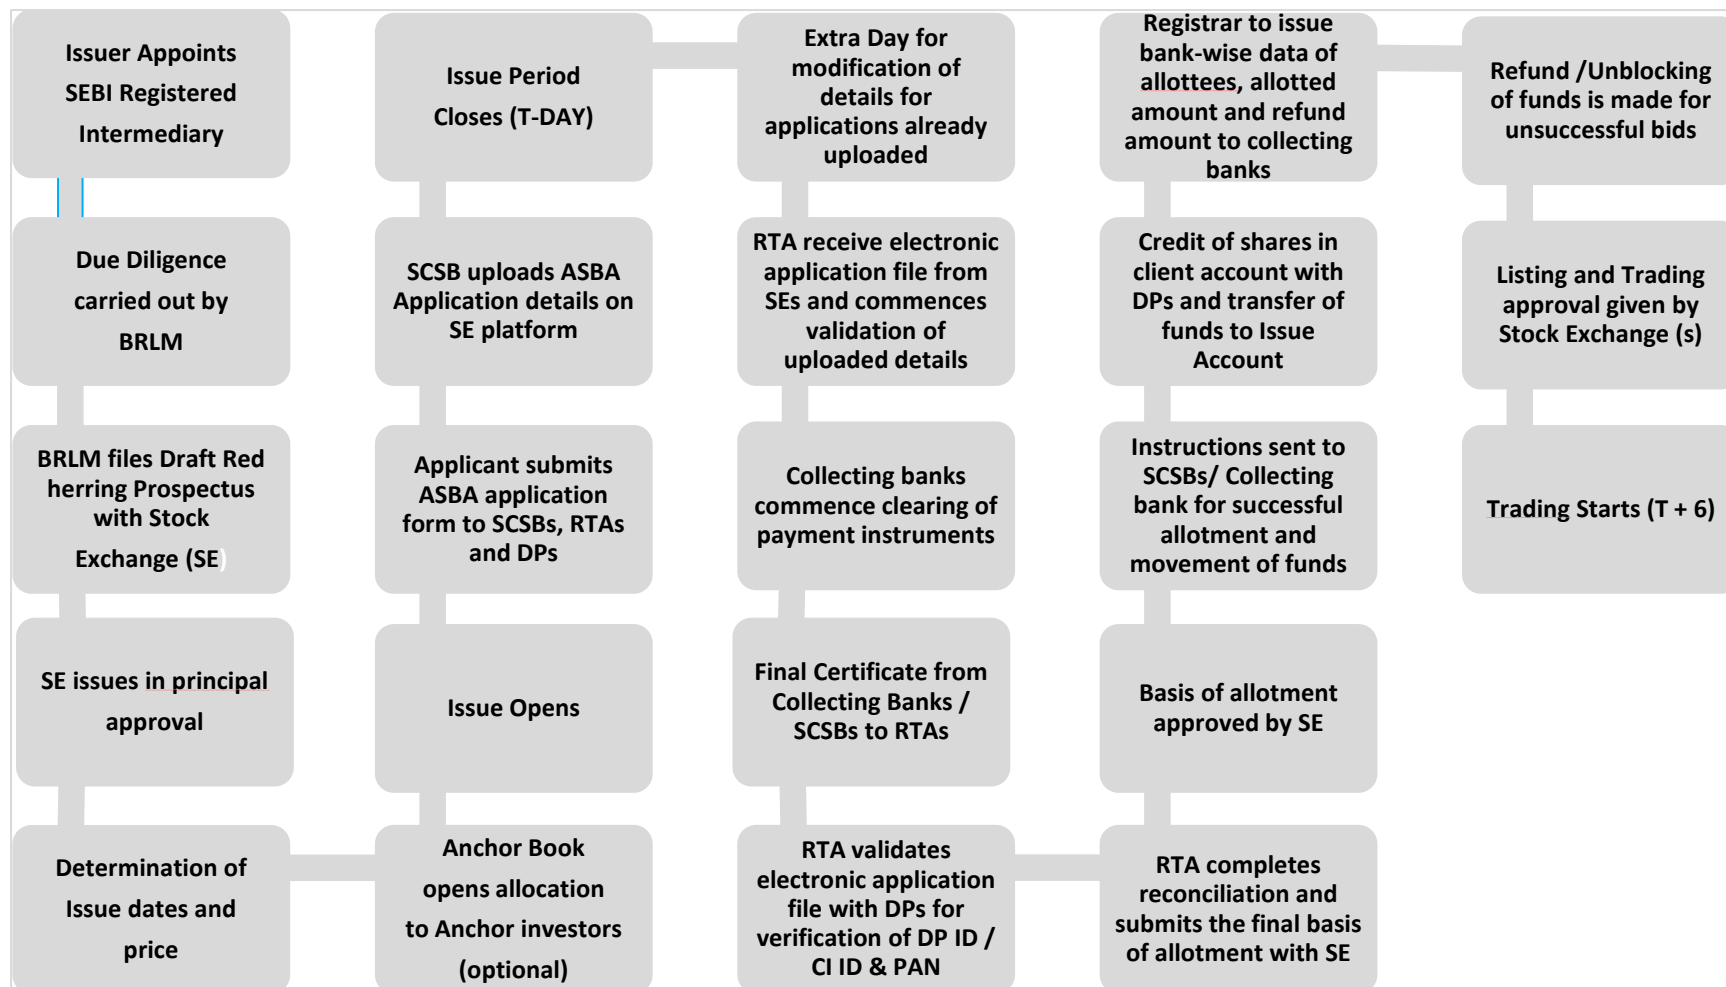 Issuer Appoints
SEBI Registered
Intermediary
Due Diligence
carried out by
BRLM
BRLM files Draft Red
herring Prospectus
with Stock
Exchange (SE)
SE issues in principal
approval
Determination of
Issue dates and
price
Anchor Book
opens allocation
to Anchor investors
(optional)
Issue Opens
Applicant submits
ASBA application
form to SCSBs, RTAs
and DPs
SCSB uploads ASBA
Application details on
SE platform
Issue Period
Closes (T-DAY)
Extra Day for
modification of
details for
applications already
uploaded
RTA receive electronic
application file from
SEs and commences
validation of
uploaded details
Collecting banks
commence clearing of
payment instruments
Final Certificate from
Collecting Banks /
SCSBs to RTAs
RTA validates
electronic application
file with DPs for
verification of DP ID /
CI ID & PAN
RTA completes
reconciliation and
submits the final basis
of allotment with SE
Basis of allotment
approved by SE
Instructions sent to
SCSBs/ Collecting
bank for successful
allotment and
movement of funds
Credit of shares in
client account with
DPs and transfer of
funds to Issue
Account
Registrar to issue
bank-wise data of
allottees, allotted
amount and refund
amount to collecting
banks
Refund /Unblocking
of funds is made for
unsuccessful bids
Listing and Trading
approval given by
Stock Exchange (s)
Trading Starts (T + 6)